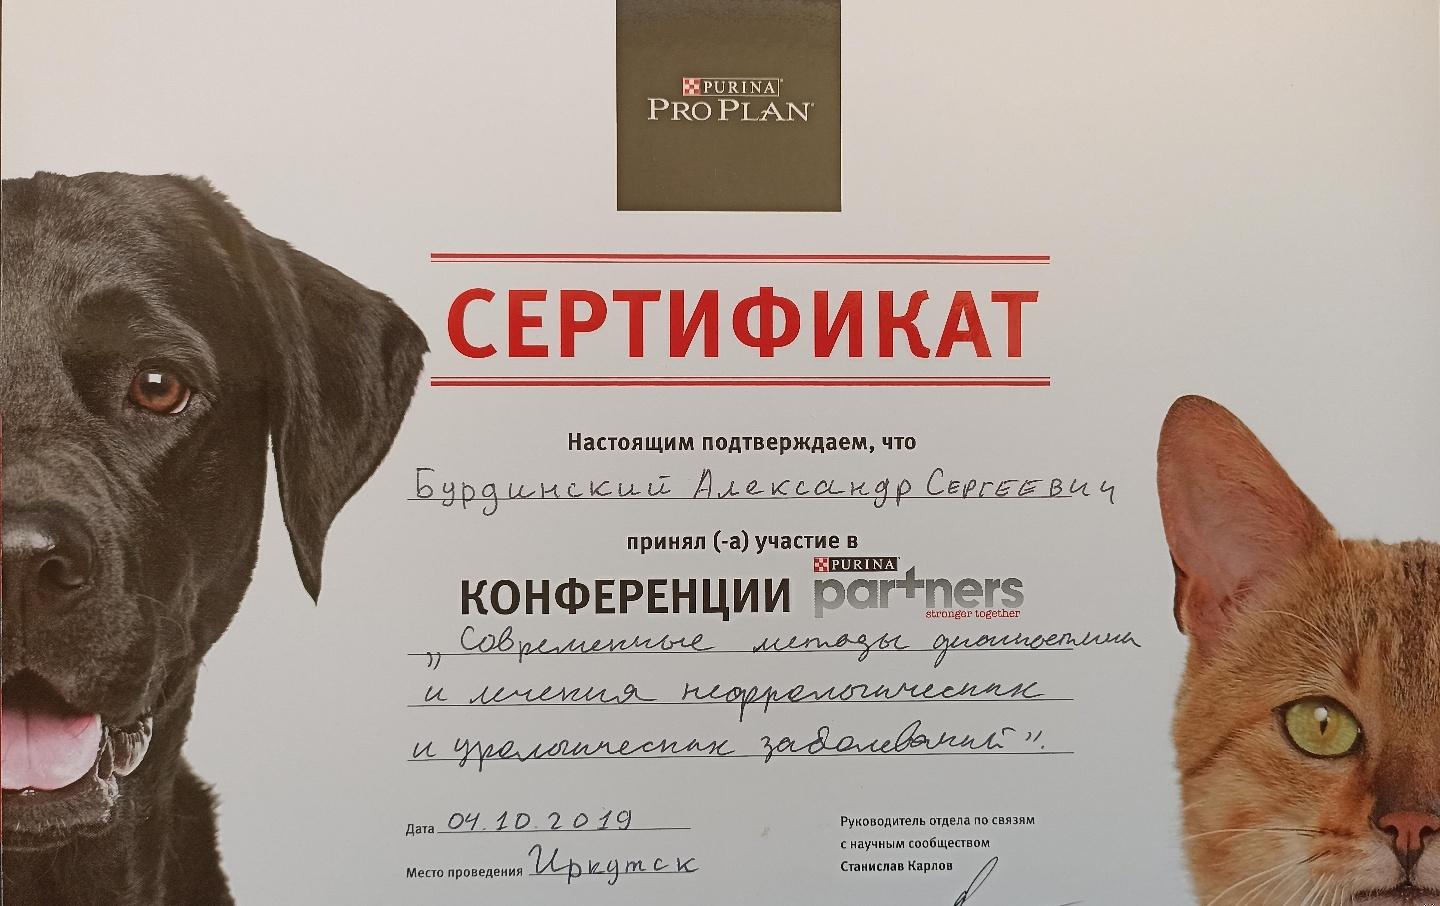 PURINA
PRO PLAN
СЕРТИФИКАТ
Настоящим подтверждаем, что
Бурдинский Александр Сергеевич
принял (-а) участие в
КОНФЕРЕНЦИИ PURINA partners
stronger together
„Современные методы диагностики
и лечения нефрологических
и урологических заболеваний".
Дата 04.10.2019
Место проведения Иркутск
Руководитель отдела по связям
с научным сообществом
Станислав Карлов